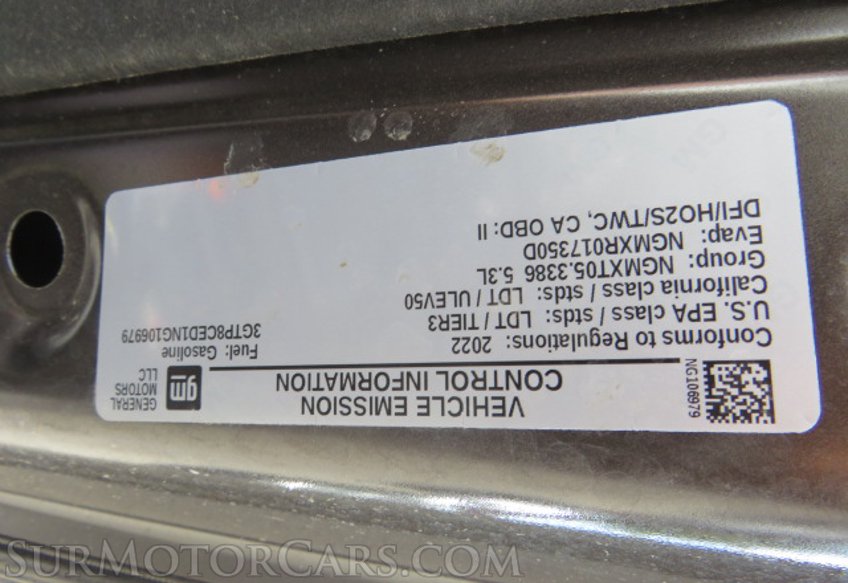 NG106979
VEHICLE EMISSION
CONTROL INFORMATION
gm
GENERAL
MOTORS
LLC
Conforms to Regulations: 2022
Fuel: Gasoline
U.S. EPA class / stds: LDT / TIER3
3GTP8CED1NG106979
California class / stds: LDT / ULEV50
Group: NGMXT05.3386 5.3L
Evap: NGMXR017350D
DFI/HO2S/TWC, CA OBD: II
SURMOTORCARS.COM